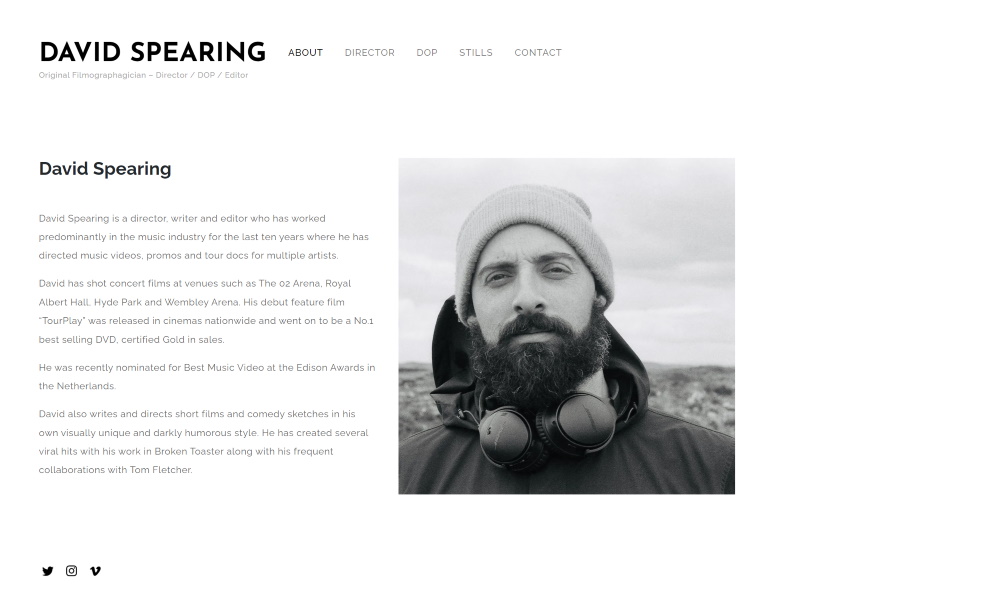 DAVID SPEARING
ABOUT
DIRECTOR
DOP
STILLS
CONTACT
Original Filmographagician – Director / DOP / Editor
David Spearing
David Spearing is a director, writer and editor who has worked
predominantly in the music industry for the last ten years where he has
directed music videos, promos and tour docs for multiple artists.
David has shot concert films at venues such as The 02 Arena, Royal
Albert Hall, Hyde Park and Wembley Arena. His debut feature film
“TourPlay” was released in cinemas nationwide and went on to be a No.1
best selling DVD, certified Gold in sales.
He was recently nominated for Best Music Video at the Edison Awards in
the Netherlands.
David also writes and directs short films and comedy sketches in his
own visually unique and darkly humorous style. He has created several
viral hits with his work in Broken Toaster along with his frequent
collaborations with Tom Fletcher.